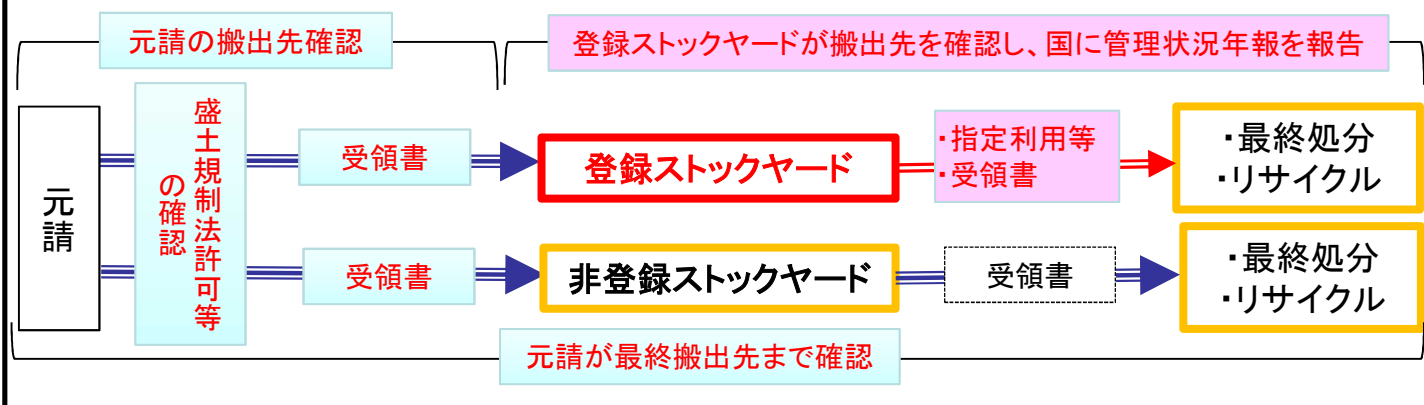 元請の搬出先確認
登録ストックヤードが搬出先を確認し、国に管理状況年報を報告
元請
盛土規制法許可等
の確認
受領書
登録ストックヤード
・指定利用等
・受領書
・最終処分
・リサイクル
受領書
非登録ストックヤード
受領書
・最終処分
・リサイクル
元請が最終搬出先まで確認